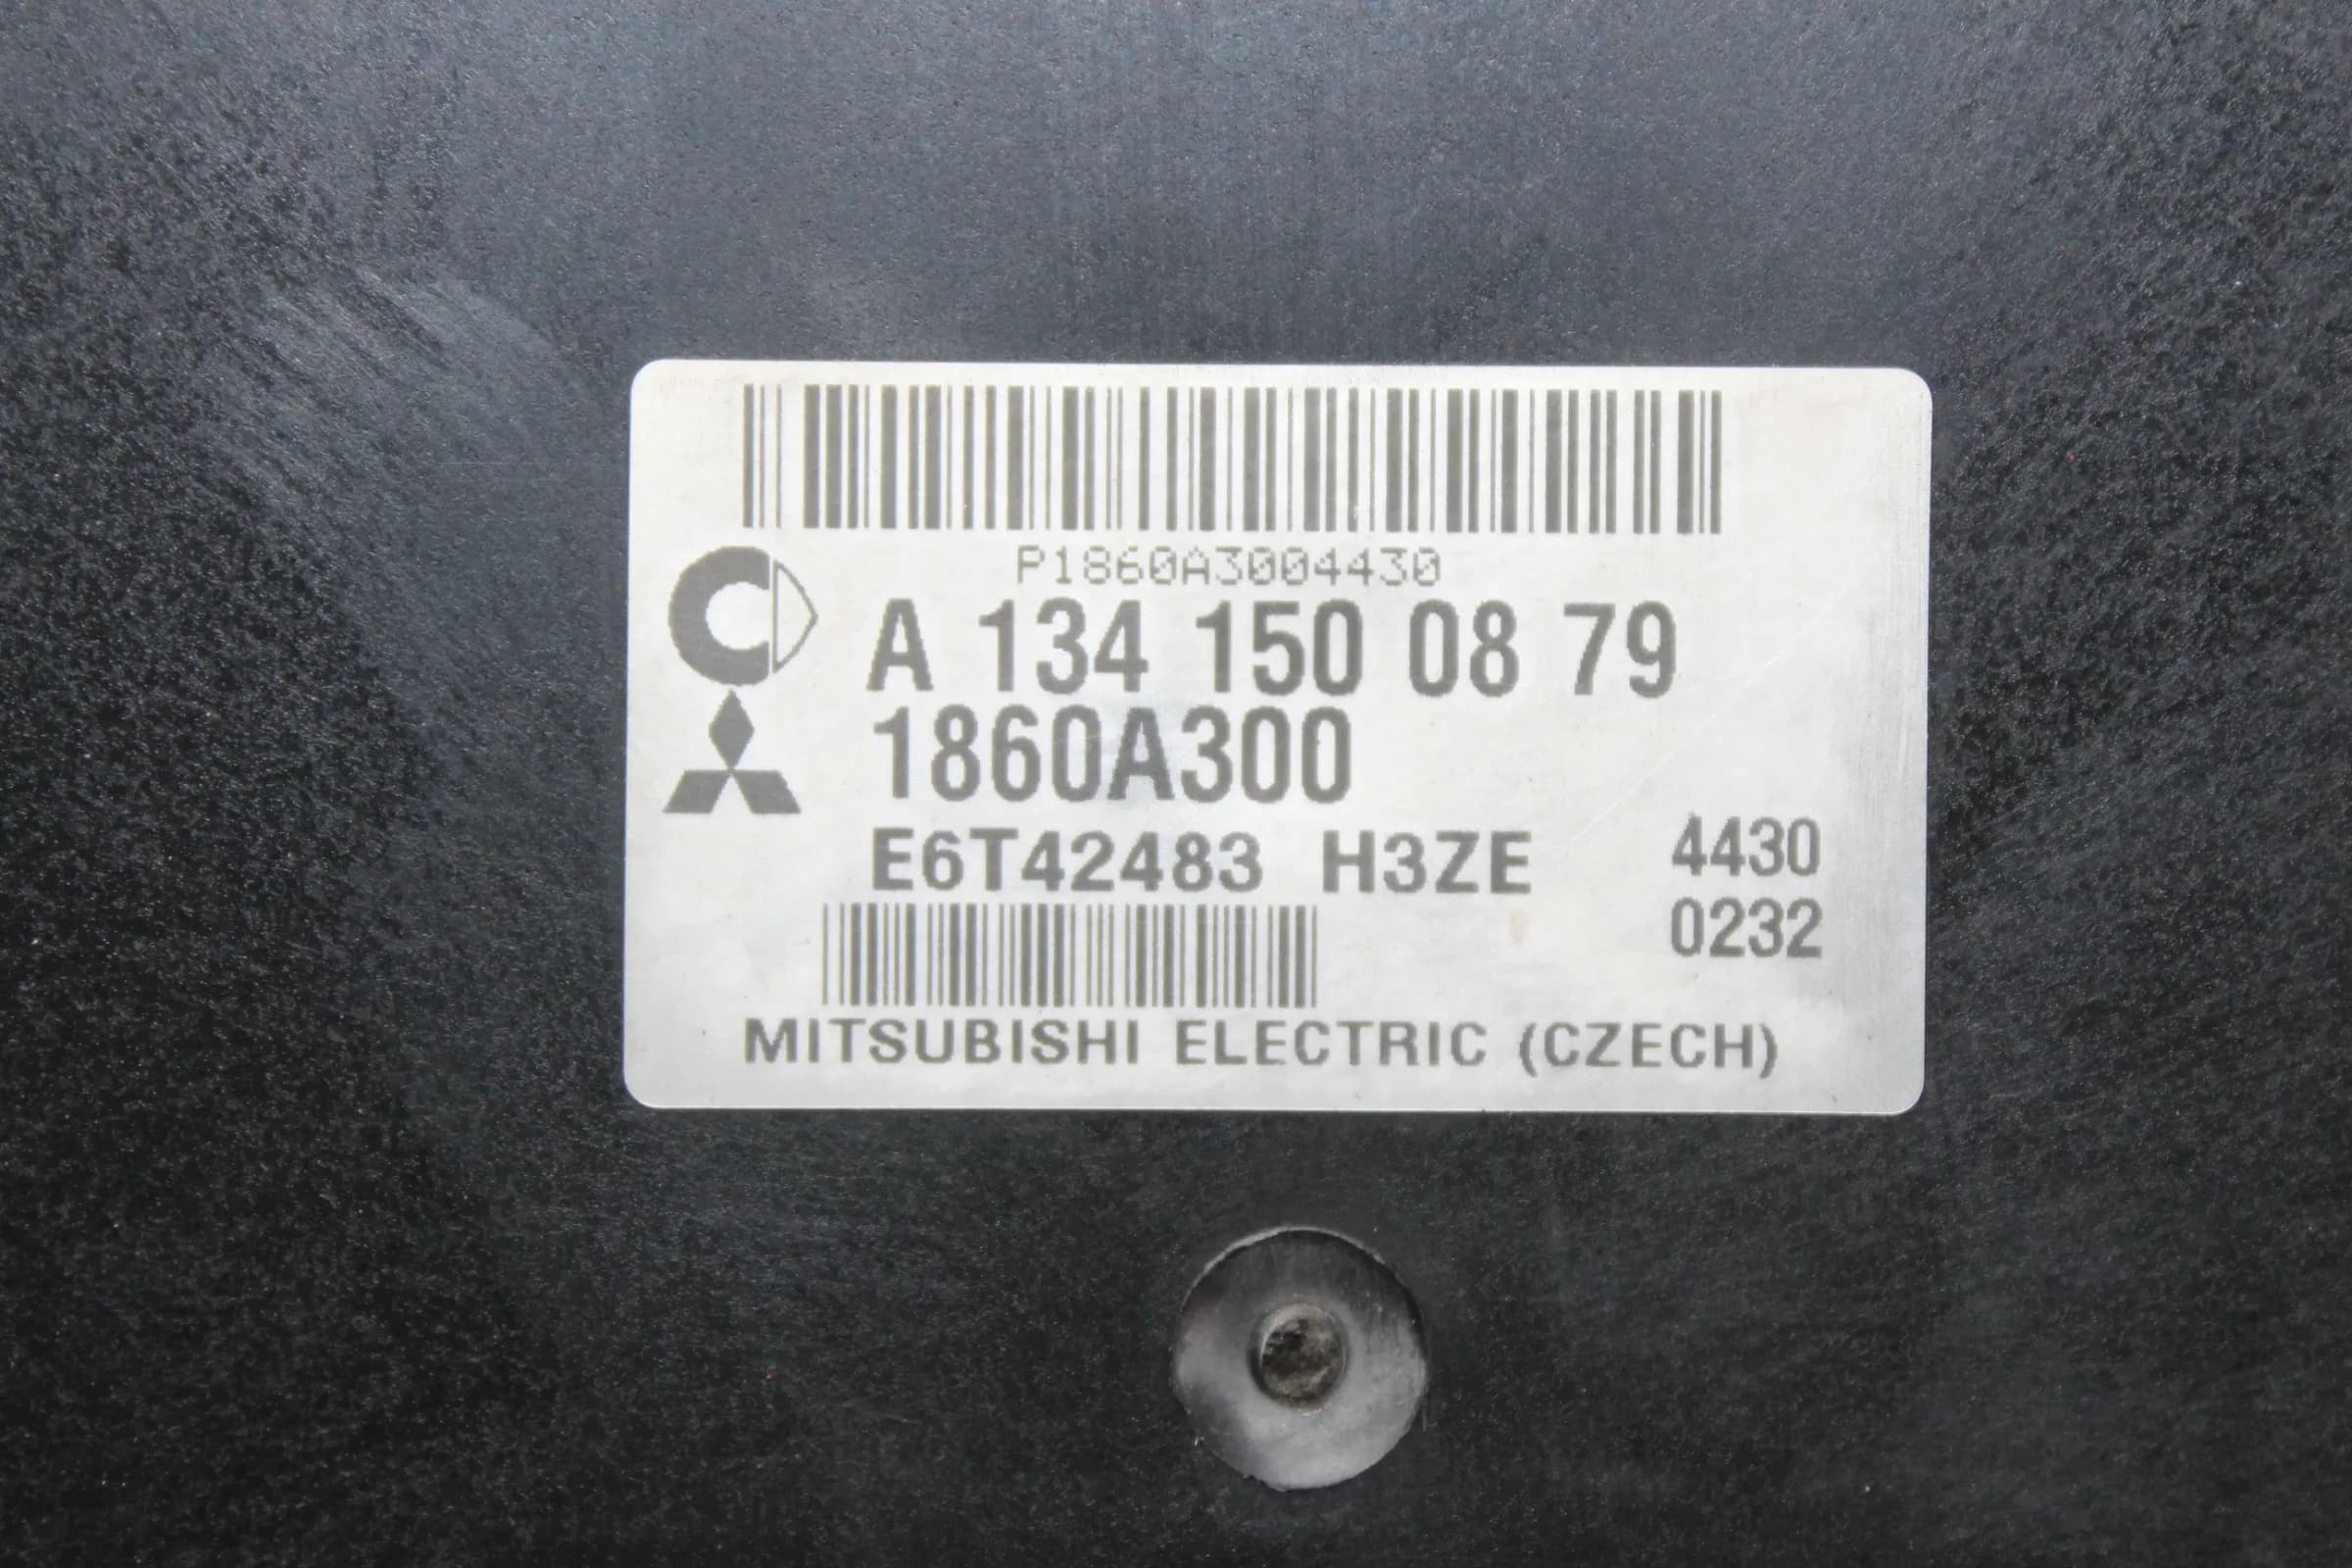 P1860A3004430
A 134 150 08 79
1860A300
E6T42483 H3ZE 4430
0232
MITSUBISHI ELECTRIC (CZECH)